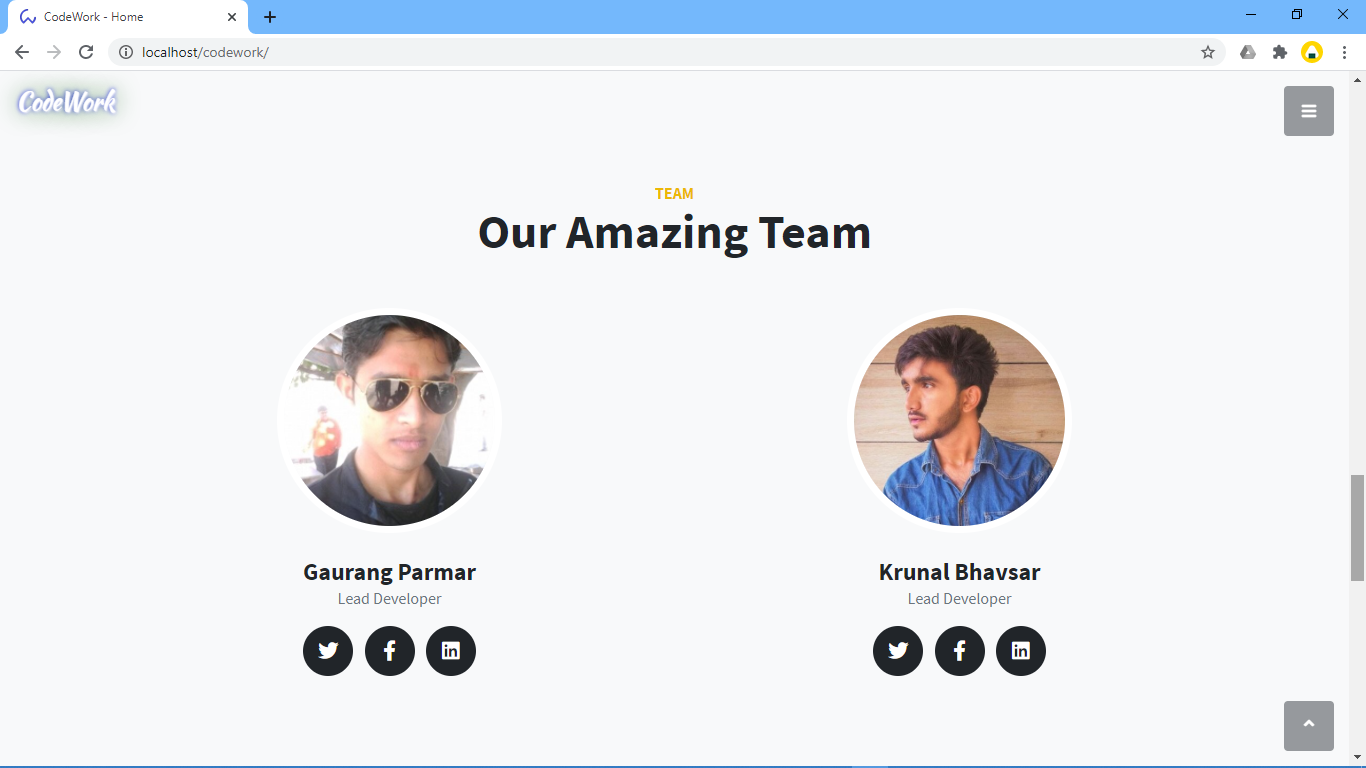 CodeWork - Home
localhost/codework/
CodeWork
TEAM
Our Amazing Team
Gaurang Parmar
Lead Developer
Krunal Bhavsar
Lead Developer